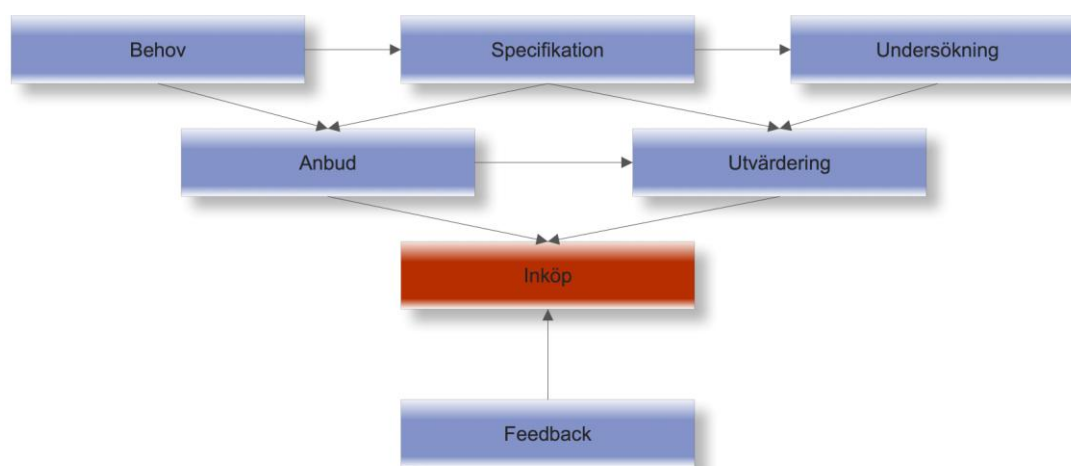 Behov
Specifikation
Undersökning
Anbud
Utvärdering
Inköp
Feedback